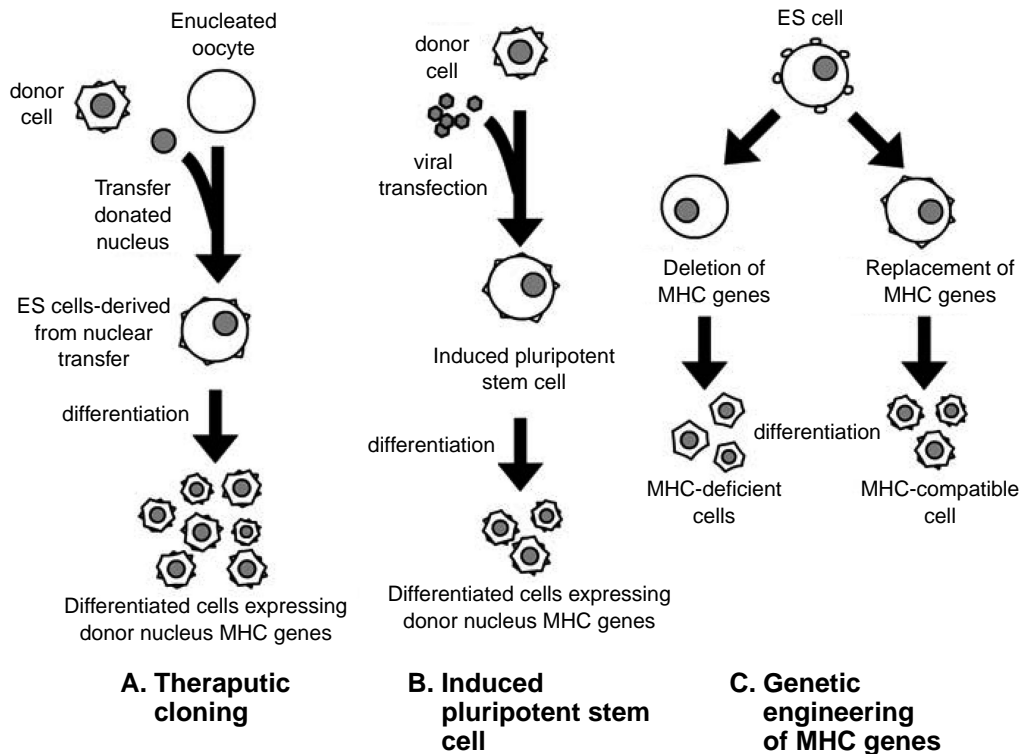 Enucleated
oocyte
donor
cell
Transfer
donated
nucleus
ES cells-derived
from nuclear
transfer
differentiation
Differentiated cells expressing
donor nucleus MHC genes
A. Theraputic
cloning
donor
cell
viral
transfection
Induced pluripotent
stem cell
differentiation
Differentiated cells expressing
donor nucleus MHC genes
B. Induced
pluripotent stem
cell
ES cell
Deletion of
MHC genes
Replacement of
MHC genes
differentiation
MHC-deficient
cells
MHC-compatible
cell
C. Genetic
engineering
of MHC genes